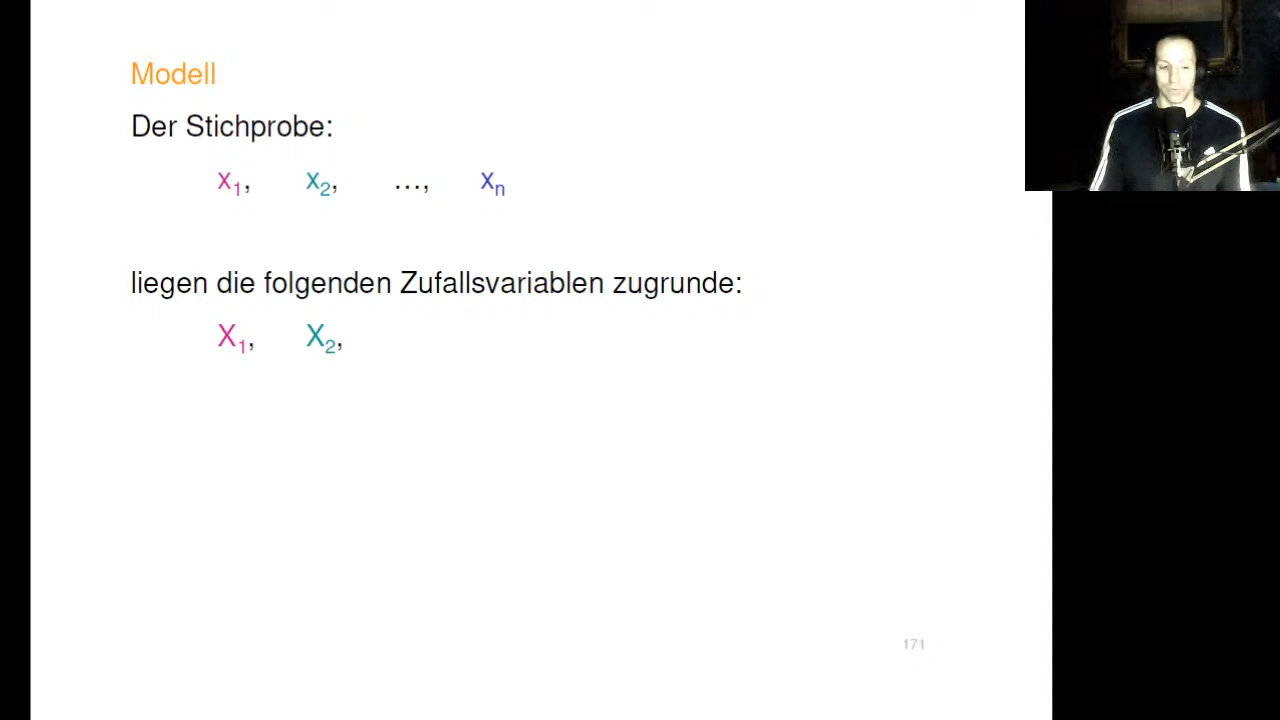 Modell
Der Stichprobe:
x₁, x₂, …, xₙ
liegen die folgenden Zufallsvariablen zugrunde:
X₁, X₂,
171